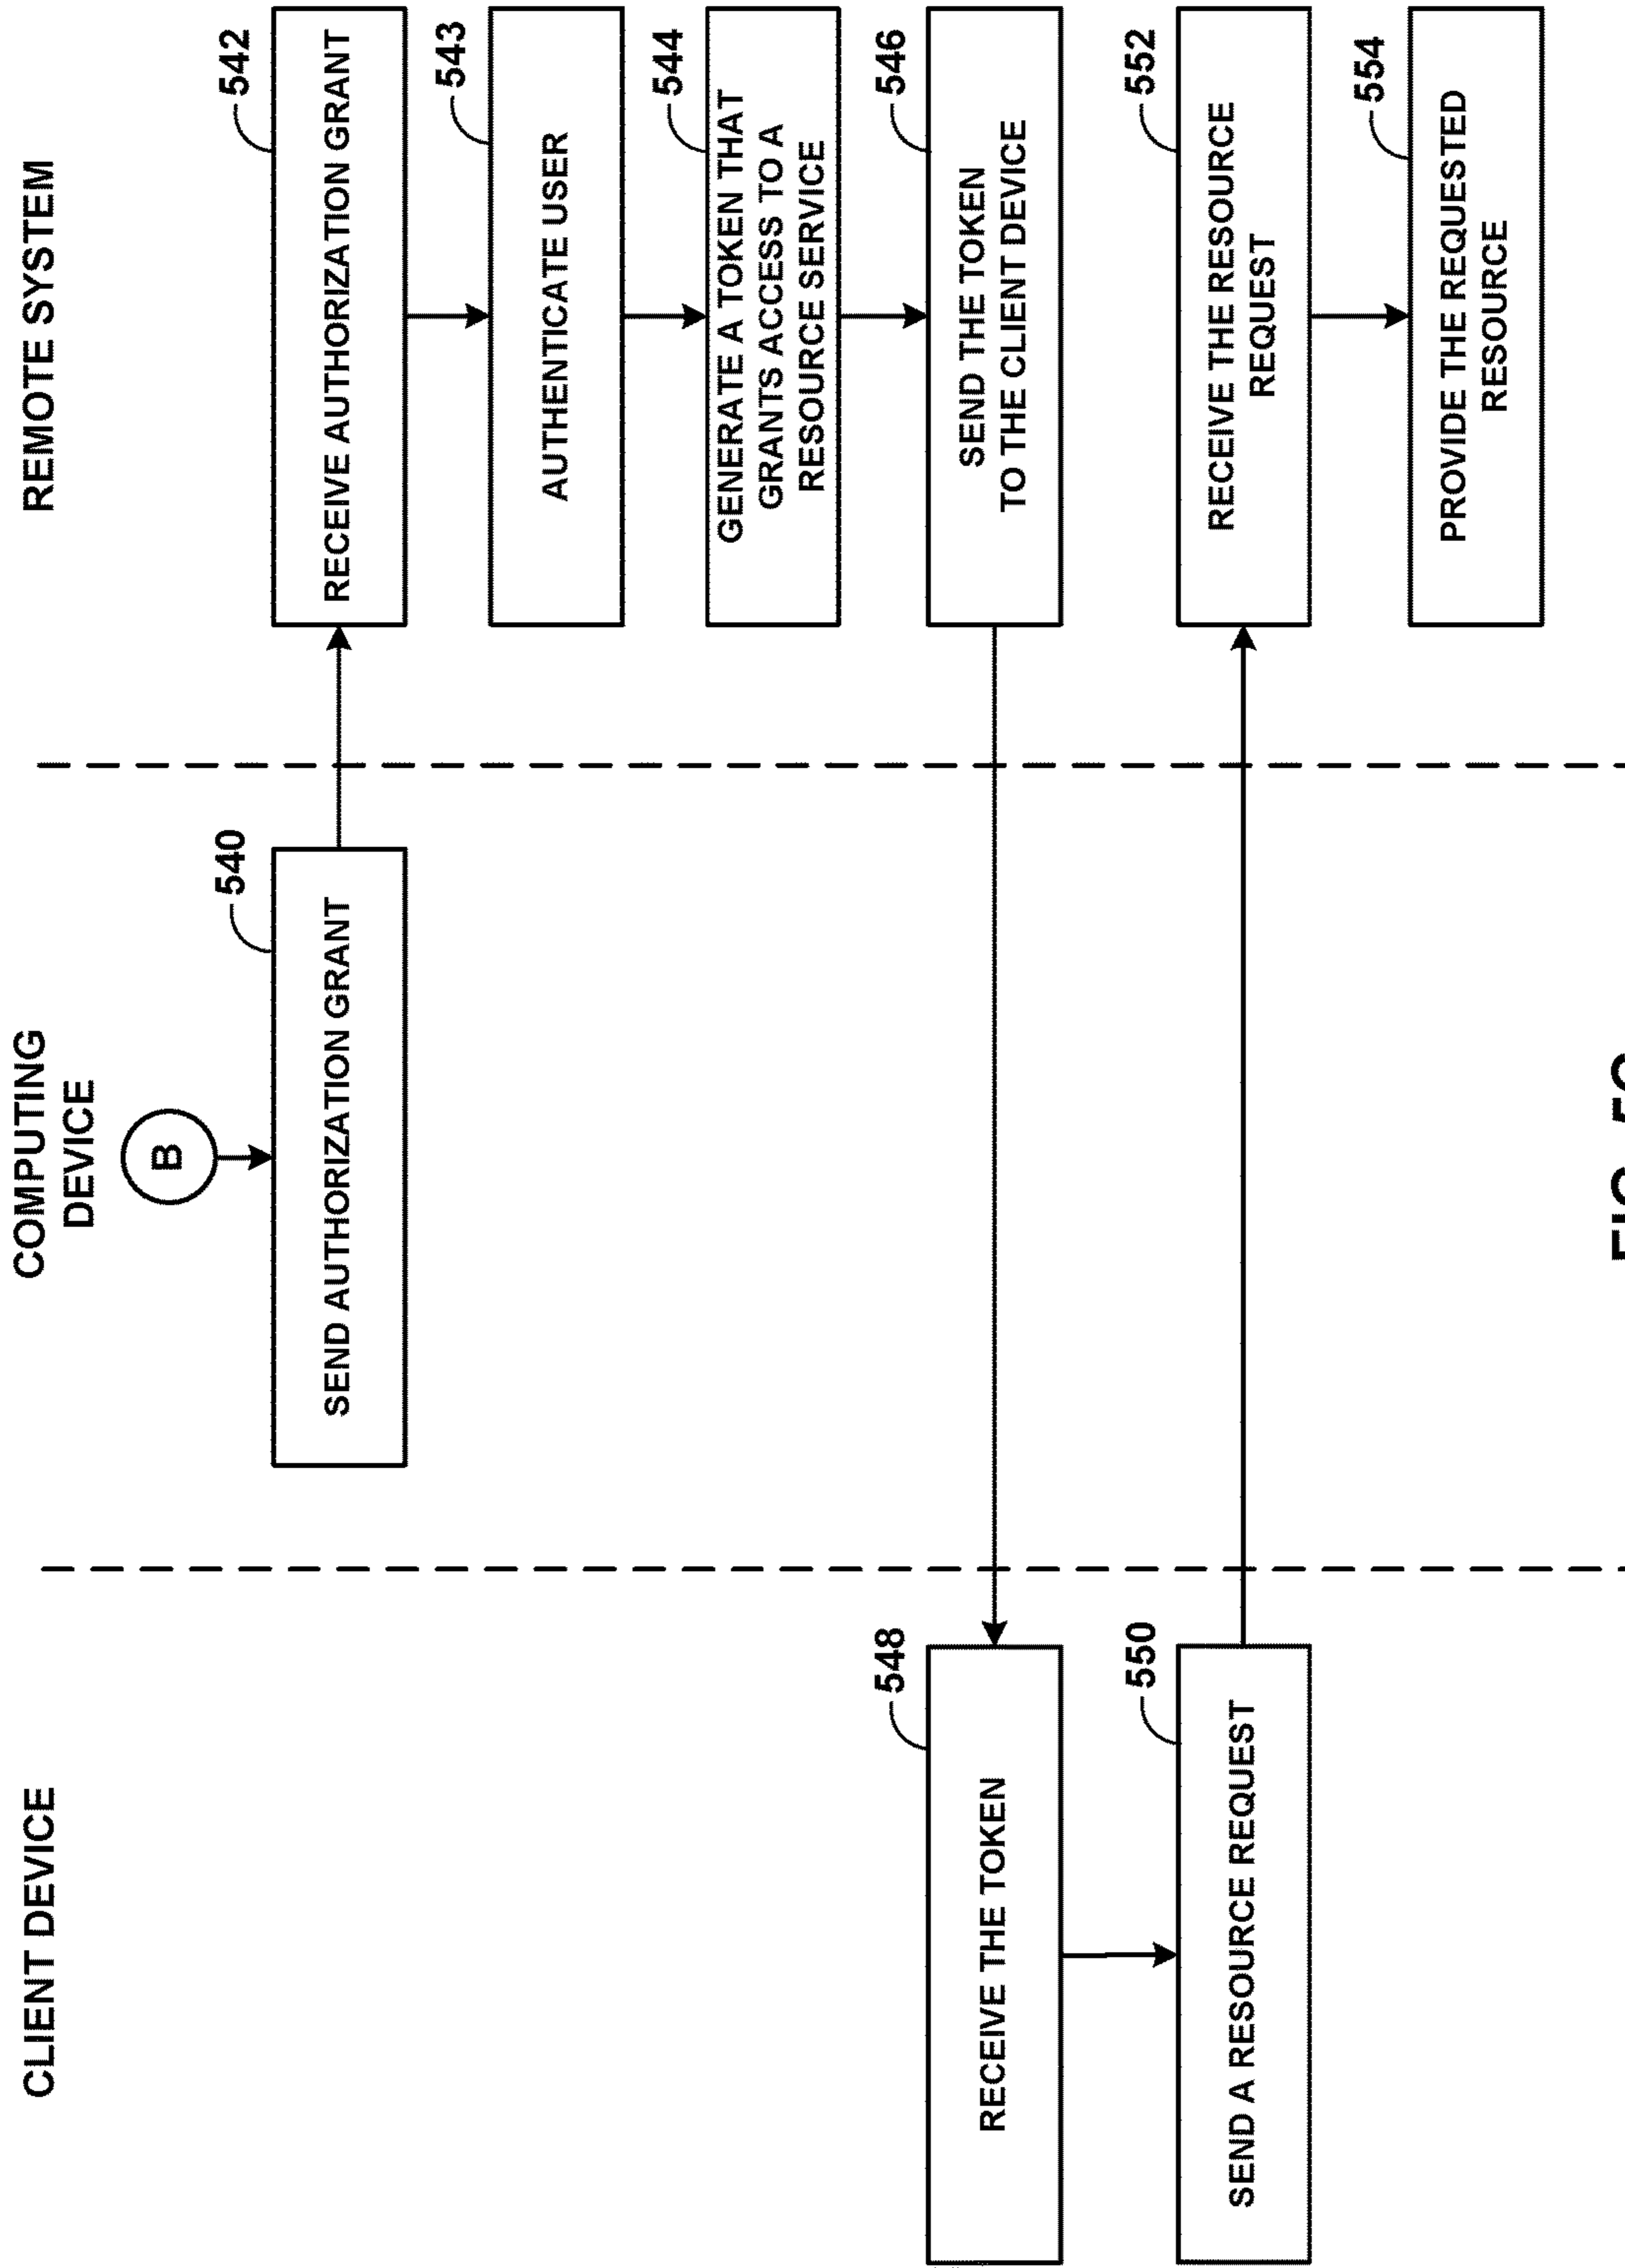 CLIENT DEVICE
COMPUTING
DEVICE
REMOTE SYSTEM
B
540
SEND AUTHORIZATION GRANT
542
RECEIVE AUTHORIZATION GRANT
543
AUTHENTICATE USER
544
GENERATE A TOKEN THAT
GRANTS ACCESS TO A
RESOURCE SERVICE
546
SEND THE TOKEN
TO THE CLIENT DEVICE
548
RECEIVE THE TOKEN
550
SEND A RESOURCE REQUEST
552
RECEIVE THE RESOURCE
REQUEST
554
PROVIDE THE REQUESTED
RESOURCE